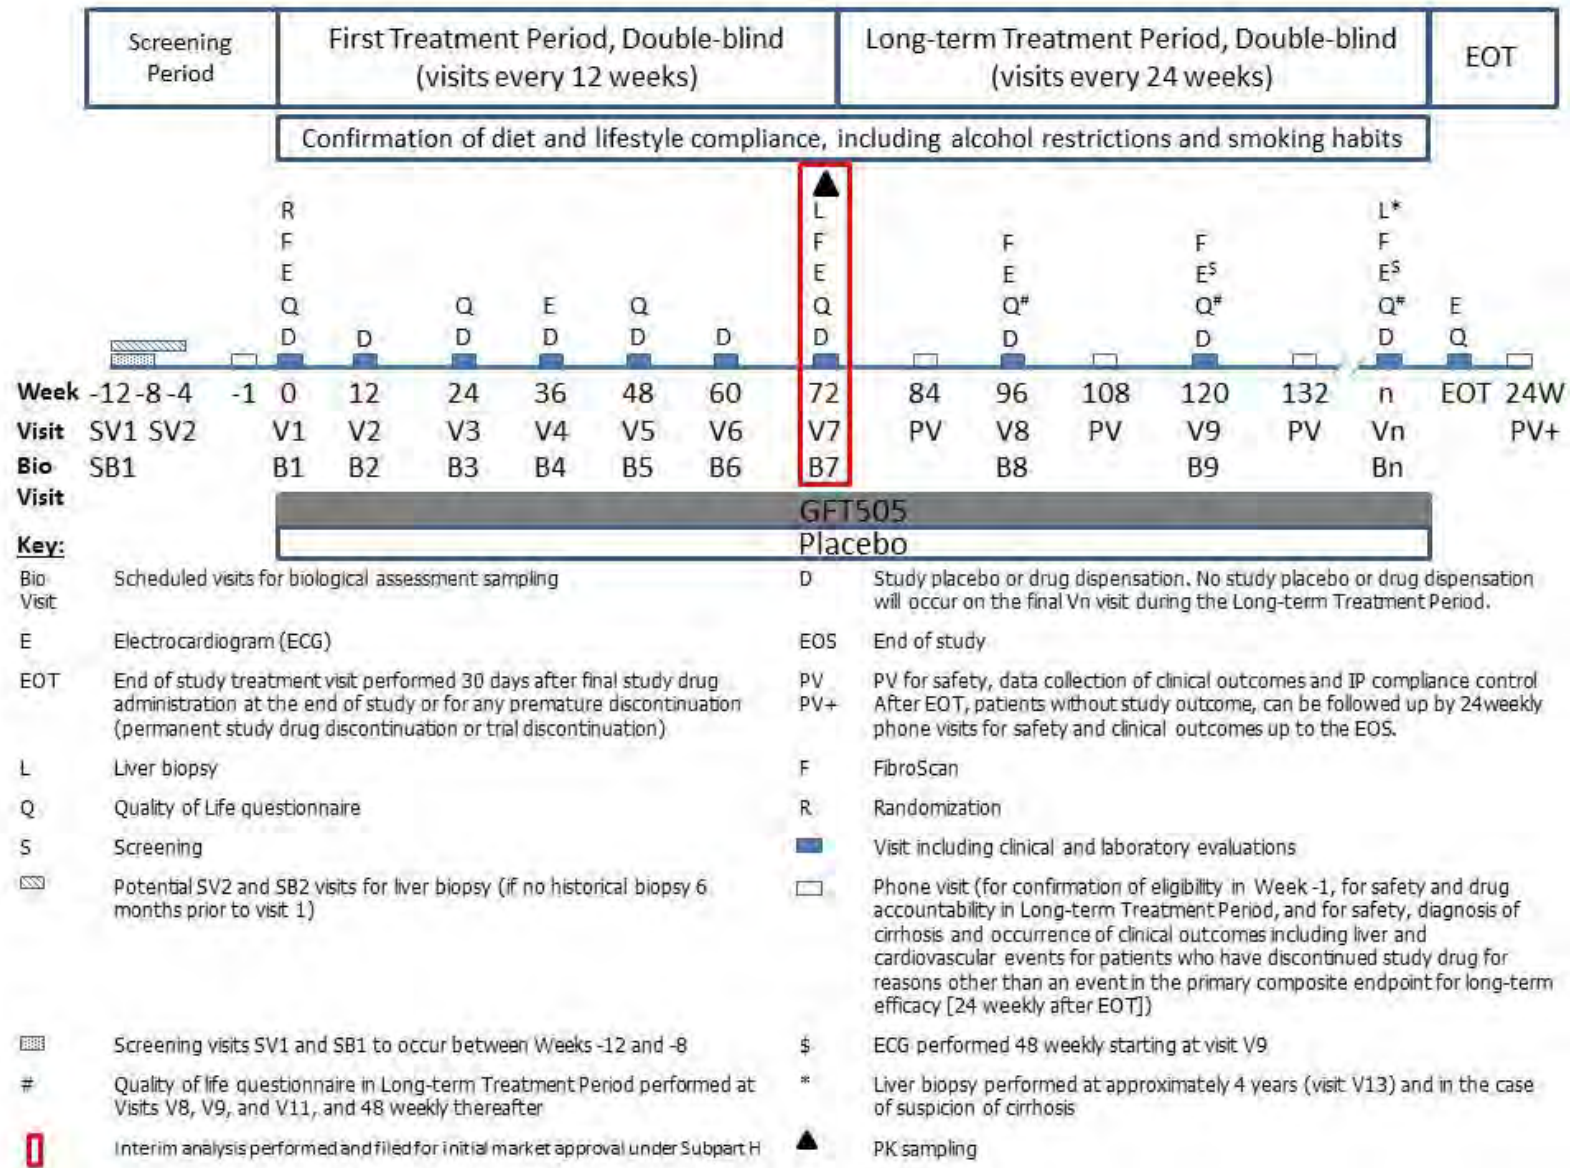 Screening
Period
First Treatment Period, Double-blind
(visits every 12 weeks)
Long-term Treatment Period, Double-blind
(visits every 24 weeks)
EOT
Confirmation of diet and lifestyle compliance, including alcohol restrictions and smoking habits
R L L*
F F F F F
E E E E$ E$
Q Q E Q Q Q# Q# Q# E
D D D D D D D D D D Q
Week -12 -8 -4 -1 0 12 24 36 48 60 72 84 96 108 120 132 n EOT 24W
Visit SV1 SV2 V1 V2 V3 V4 V5 V6 V7 PV V8 PV V9 PV Vn PV+
Bio SB1 B1 B2 B3 B4 B5 B6 B7 B8 B9 Bn
Visit
GFT505
Placebo
Key:
Bio Scheduled visits for biological assessment sampling
Visit
D Study placebo or drug dispensation. No study placebo or drug dispensation
will occur on the final Vn visit during the Long-term Treatment Period.
E Electrocardiogram (ECG)
EOS End of study
EOT End of study treatment visit performed 30 days after final study drug
administration at the end of study or for any premature discontinuation
(permanent study drug discontinuation or trial discontinuation)
PV PV for safety, data collection of clinical outcomes and IP compliance control
PV+ After EOT, patients without study outcome, can be followed up by 24weekly
phone visits for safety and clinical outcomes up to the EOS.
L Liver biopsy
F FibroScan
Q Quality of Life questionnaire
R Randomization
S Screening
Visit including clinical and laboratory evaluations
Potential SV2 and SB2 visits for liver biopsy (if no historical biopsy 6
months prior to visit 1)
Phone visit (for confirmation of eligibility in Week -1, for safety and drug
accountability in Long-term Treatment Period, and for safety, diagnosis of
cirrhosis and occurrence of clinical outcomes including liver and
cardiovascular events for patients who have discontinued study drug for
reasons other than an event in the primary composite endpoint for long-term
efficacy [24 weekly after EOT])
Screening visits SV1 and SB1 to occur between Weeks -12 and -8
$ ECG performed 48 weekly starting at visit V9
# Quality of life questionnaire in Long-term Treatment Period performed at
Visits V8, V9, and V11, and 48 weekly thereafter
* Liver biopsy performed at approximately 4 years (visit V13) and in the case
of suspicion of cirrhosis
Interim analysis performed and filed for initial market approval under Subpart H
PK sampling